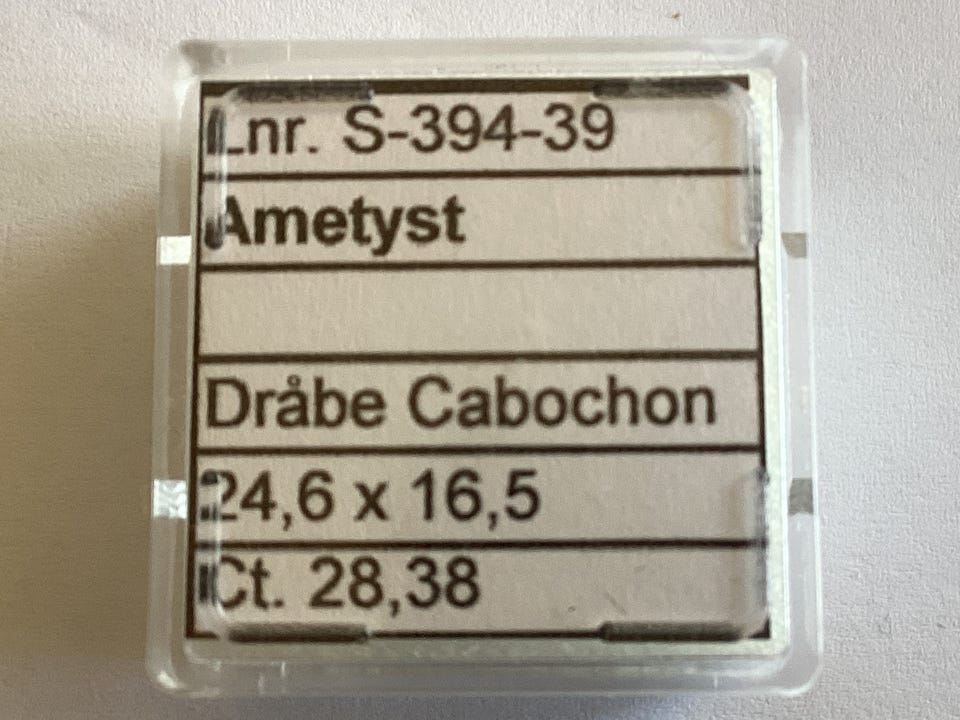 Lnr. S-394-39
Ametyst
Dråbe Cabochon
24,6 x 16,5
Ct. 28,38